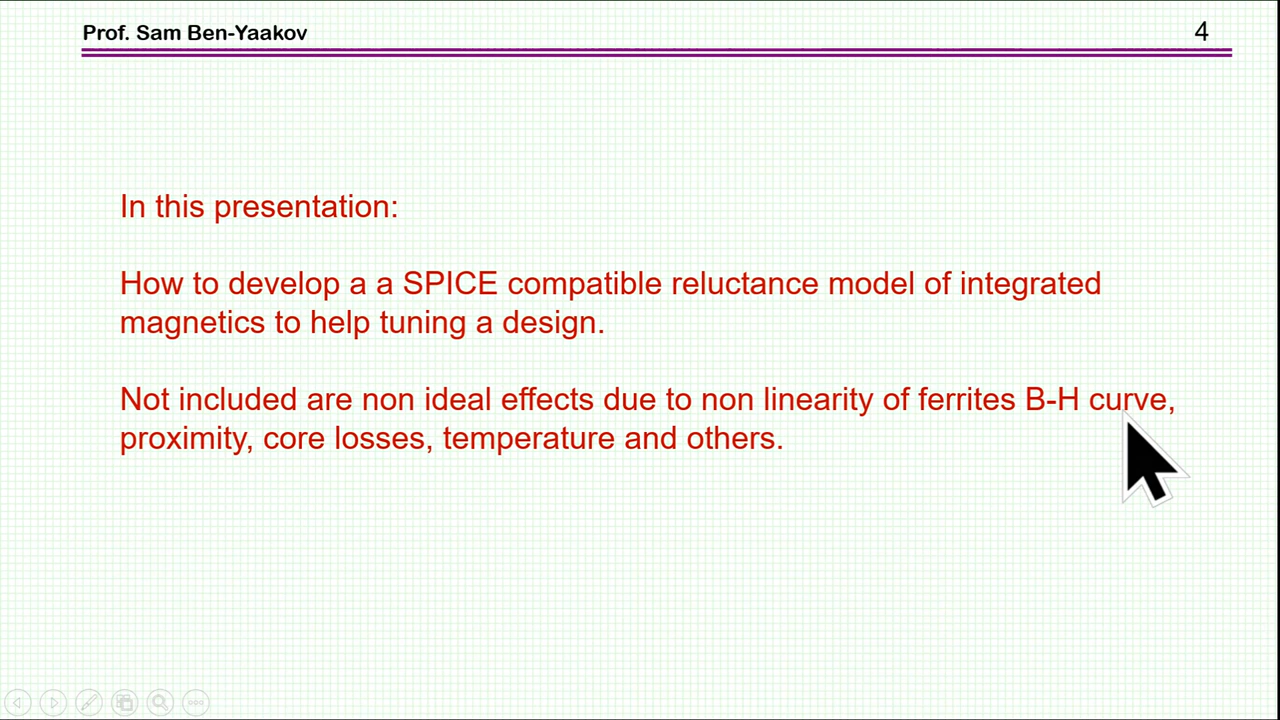 Prof. Sam Ben-Yaakov
4
In this presentation:
How to develop a a SPICE compatible reluctance model of integrated
magnetics to help tuning a design.
Not included are non ideal effects due to non linearity of ferrites B-H curve,
proximity, core losses, temperature and others.